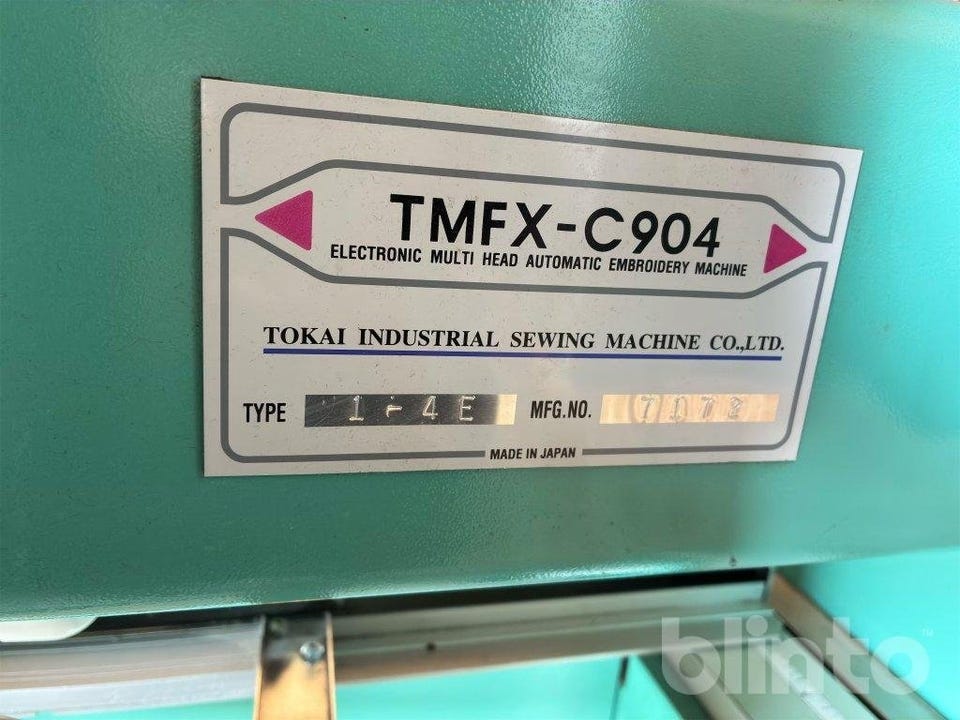 TMFX-C904
ELECTRONIC MULTI HEAD AUTOMATIC EMBROIDERY MACHINE
TOKAI INDUSTRIAL SEWING MACHINE CO.,LTD.
TYPE 1-4E MFG.NO.
MADE IN JAPAN
blinto™